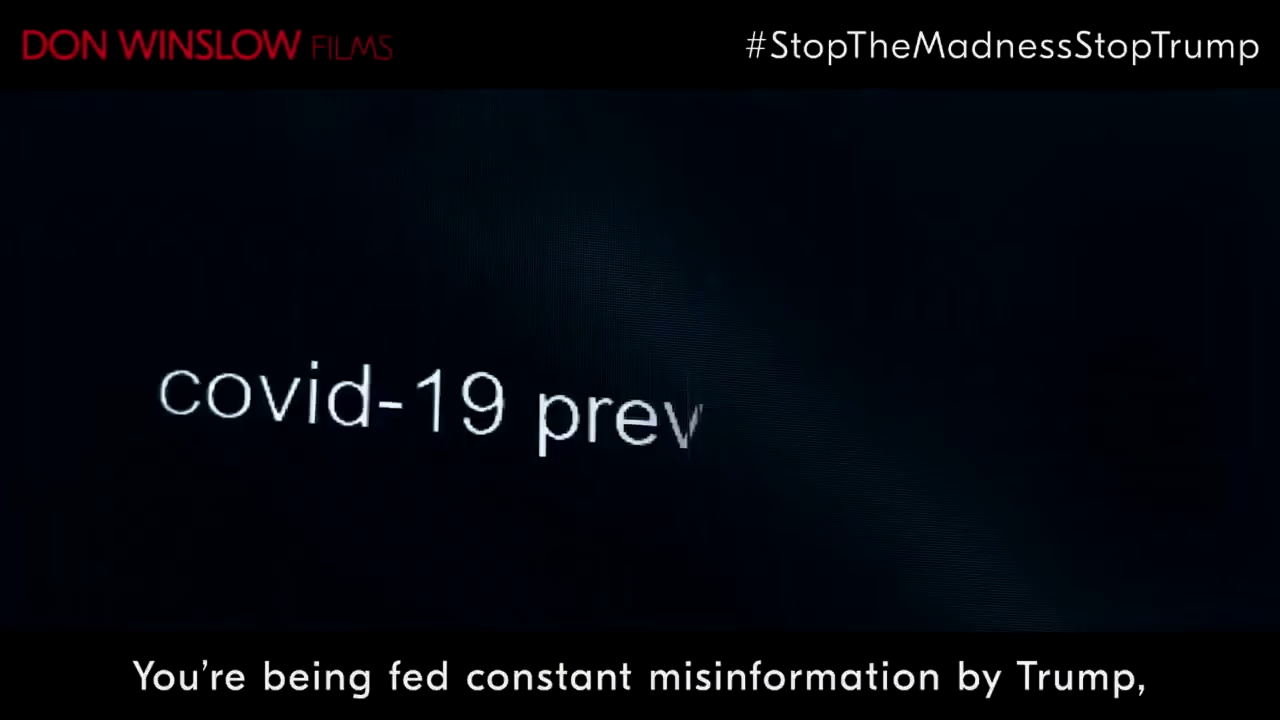 DON WINSLOW FILMS
#StopTheMadnessStopTrump
covid-19 prev
You're being fed constant misinformation by Trump,